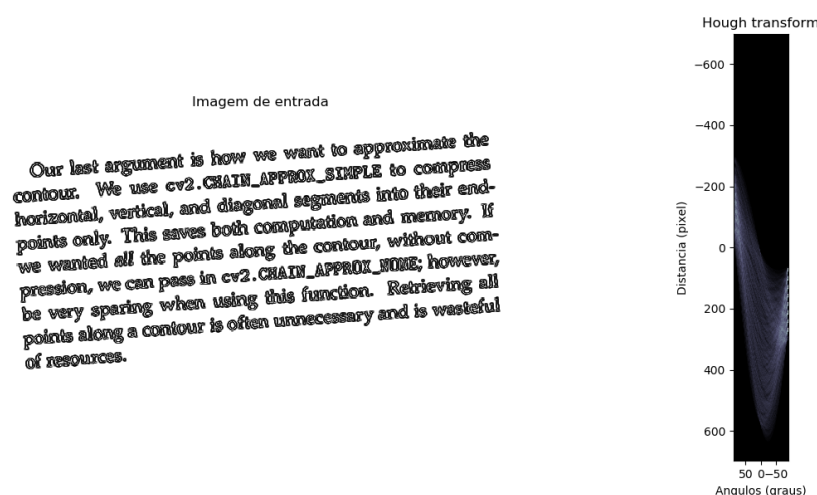 Hough transform
Imagem de entrada
Our last argument is how we want to approximate the
contour. We use cv2.CHAIN_APPROX_SIMPLE to compress
horizontal, vertical, and diagonal segments into their end-
points only. This saves both computation and memory. If
we wanted all the points along the contour, without com-
pression, we can pass in cv2.CHAIN_APPROX_NONE; however,
be very sparing when using this function. Retrieving all
points along a contour is often unnecessary and is wasteful
of resources.
Distancia (pixel)
−600
−400
−200
0
200
400
600
50 0 −50
Angulos (graus)